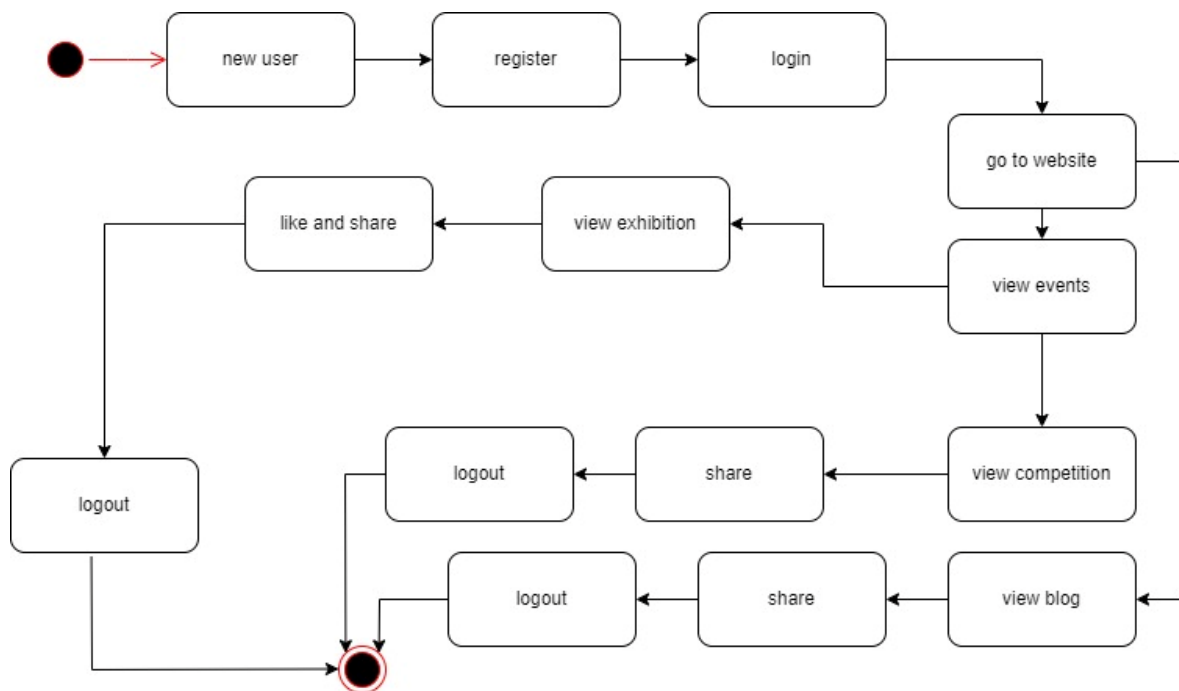 new user
register
login
go to website
like and share
view exhibition
view events
logout
logout
share
view competition
logout
share
view blog